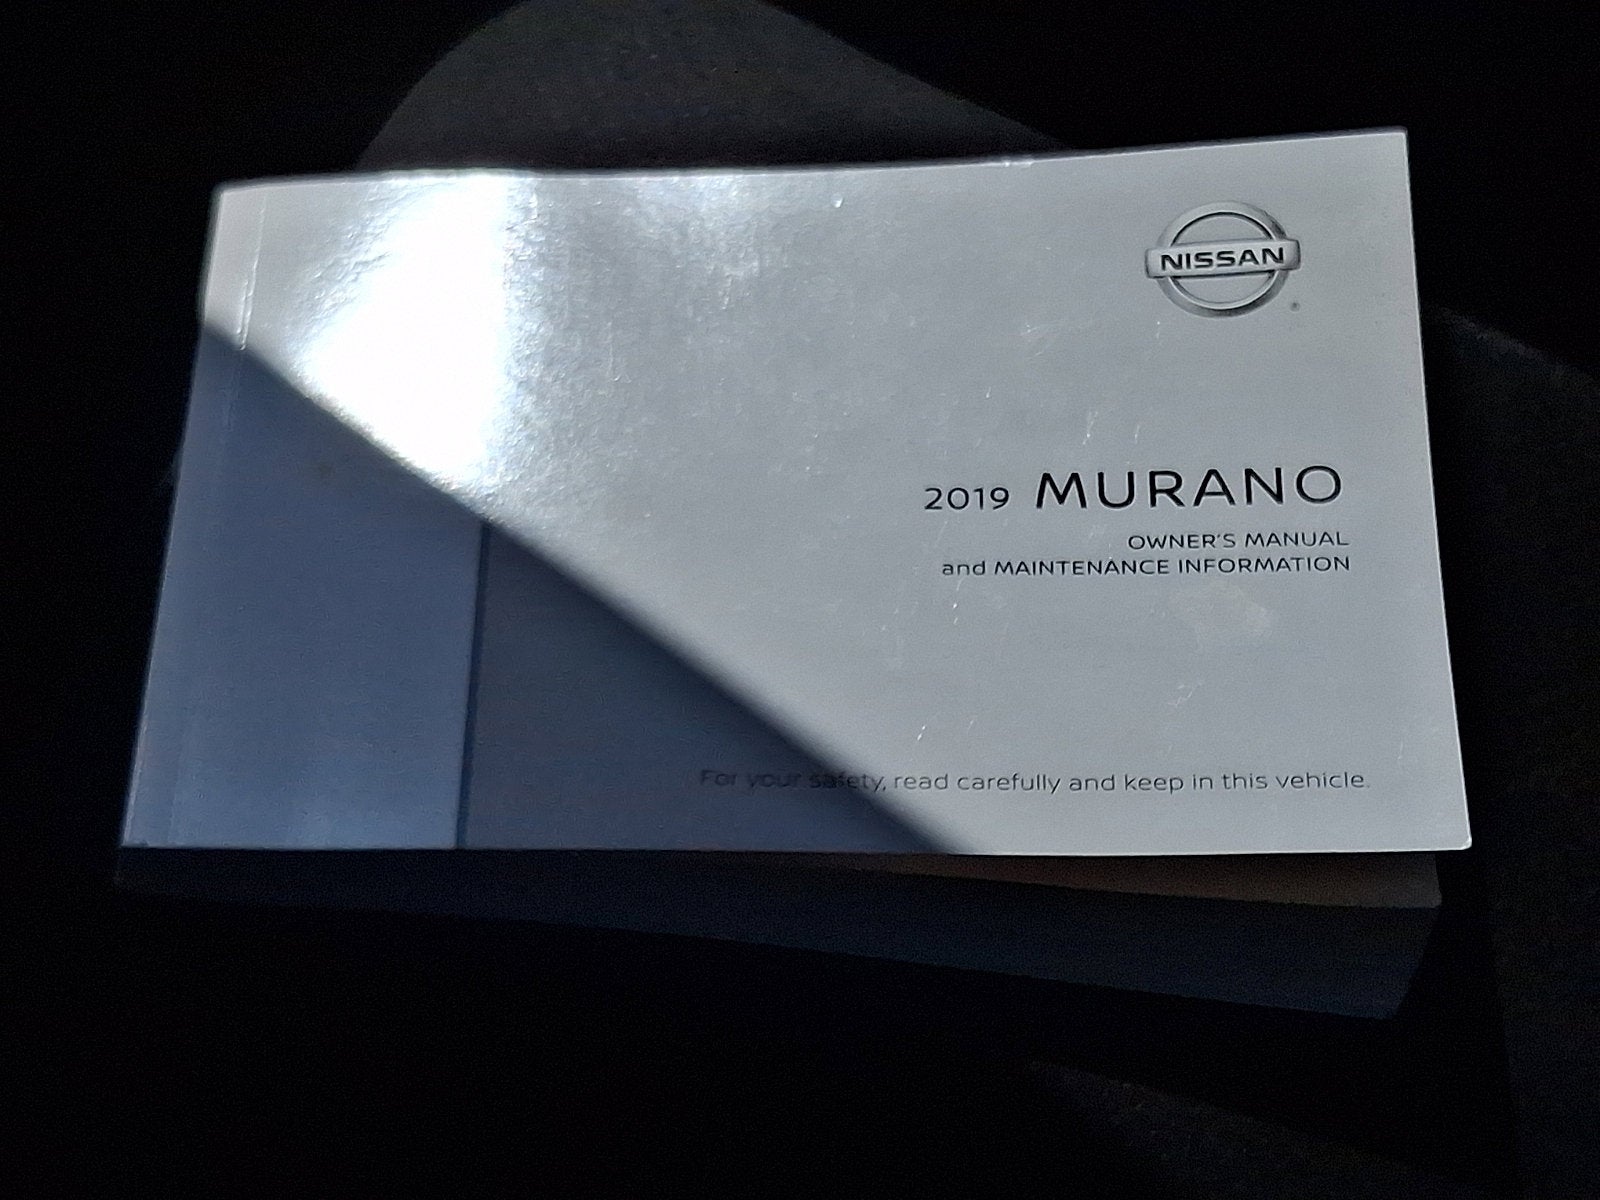 NISSAN
2019 MURANO
OWNER'S MANUAL
and MAINTENANCE INFORMATION
For your safety, read carefully and keep in this vehicle.